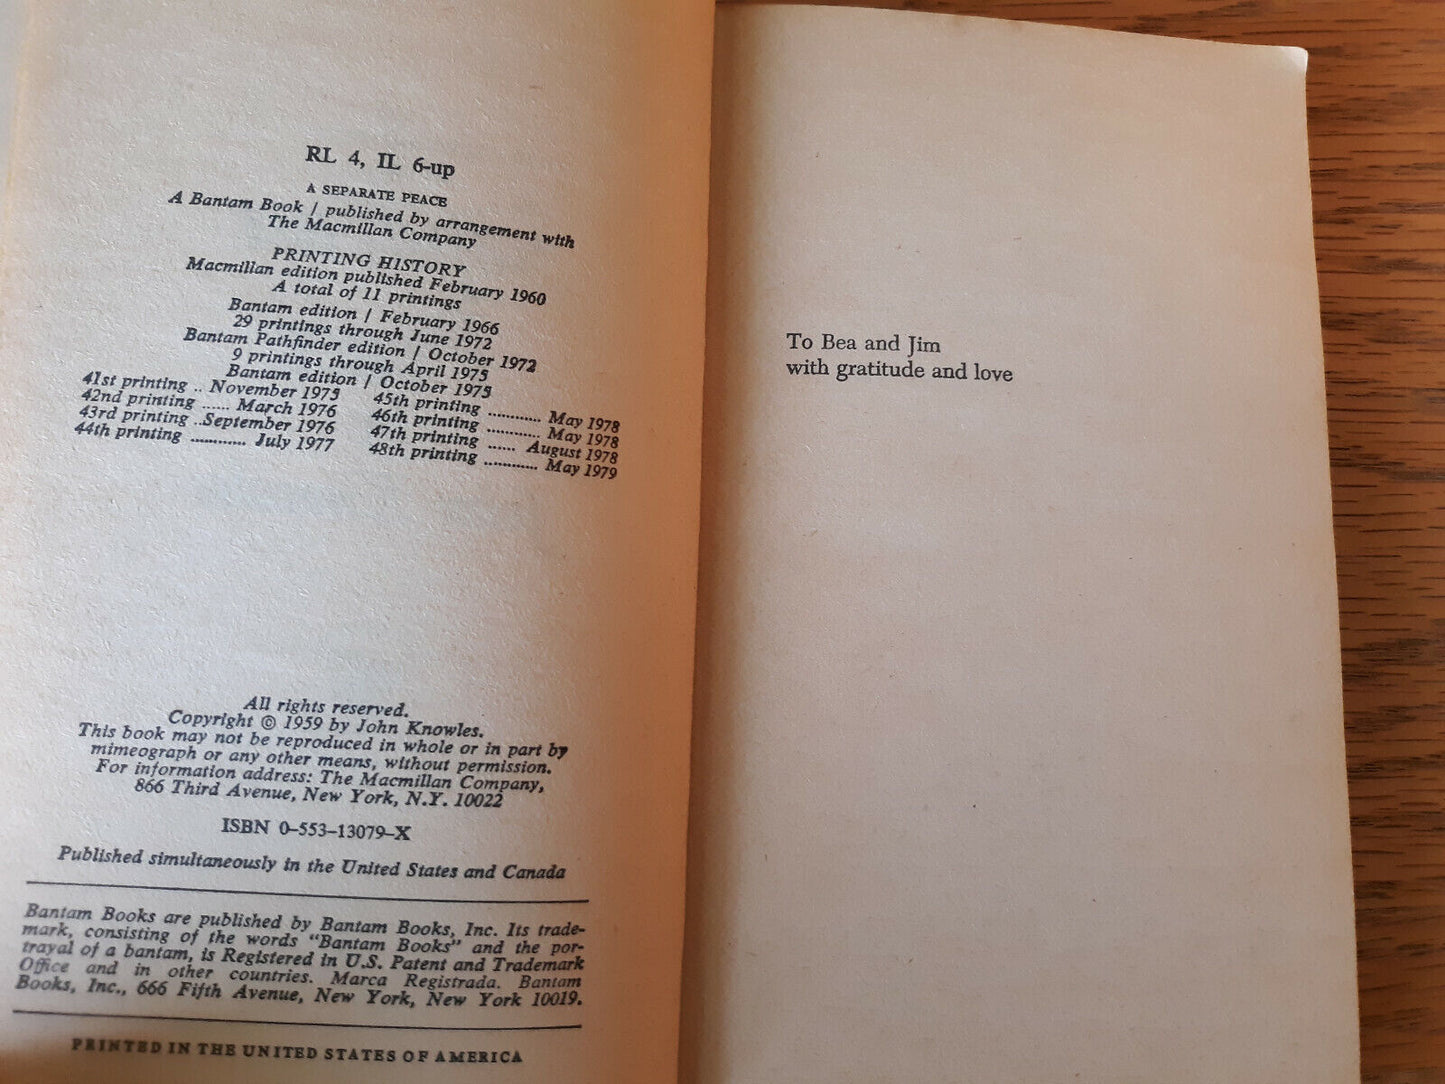 RL 4, IL 6-up
A SEPARATE PEACE
A Bantam Book / published by arrangement with
The Macmillan Company
PRINTING HISTORY
Macmillan edition published February 1960
A total of 11 printings
Bantam edition / February 1966
29 printings through June 1972
Bantam Pathfinder edition / October 1972
9 printings through April 1975
Bantam edition / October 1975
41st printing .. November 1975
42nd printing ...... March 1976
43rd printing ..September 1976
44th printing ............ July 1977
45th printing ............ May 1978
46th printing ............ May 1978
47th printing ...... August 1978
48th printing ............ May 1979
All rights reserved.
Copyright © 1959 by John Knowles.
This book may not be reproduced in whole or in part by
mimeograph or any other means, without permission.
For information address: The Macmillan Company,
866 Third Avenue, New York, N.Y. 10022
ISBN 0–553–13079–X
Published simultaneously in the United States and Canada
Bantam Books are published by Bantam Books, Inc. Its trade-
mark, consisting of the words "Bantam Books" and the por-
trayal of a bantam, is Registered in U.S. Patent and Trademark
Office and in other countries. Marca Registrada. Bantam
Books, Inc., 666 Fifth Avenue, New York, New York 10019.
PRINTED IN THE UNITED STATES OF AMERICA
To Bea and Jim
with gratitude and love